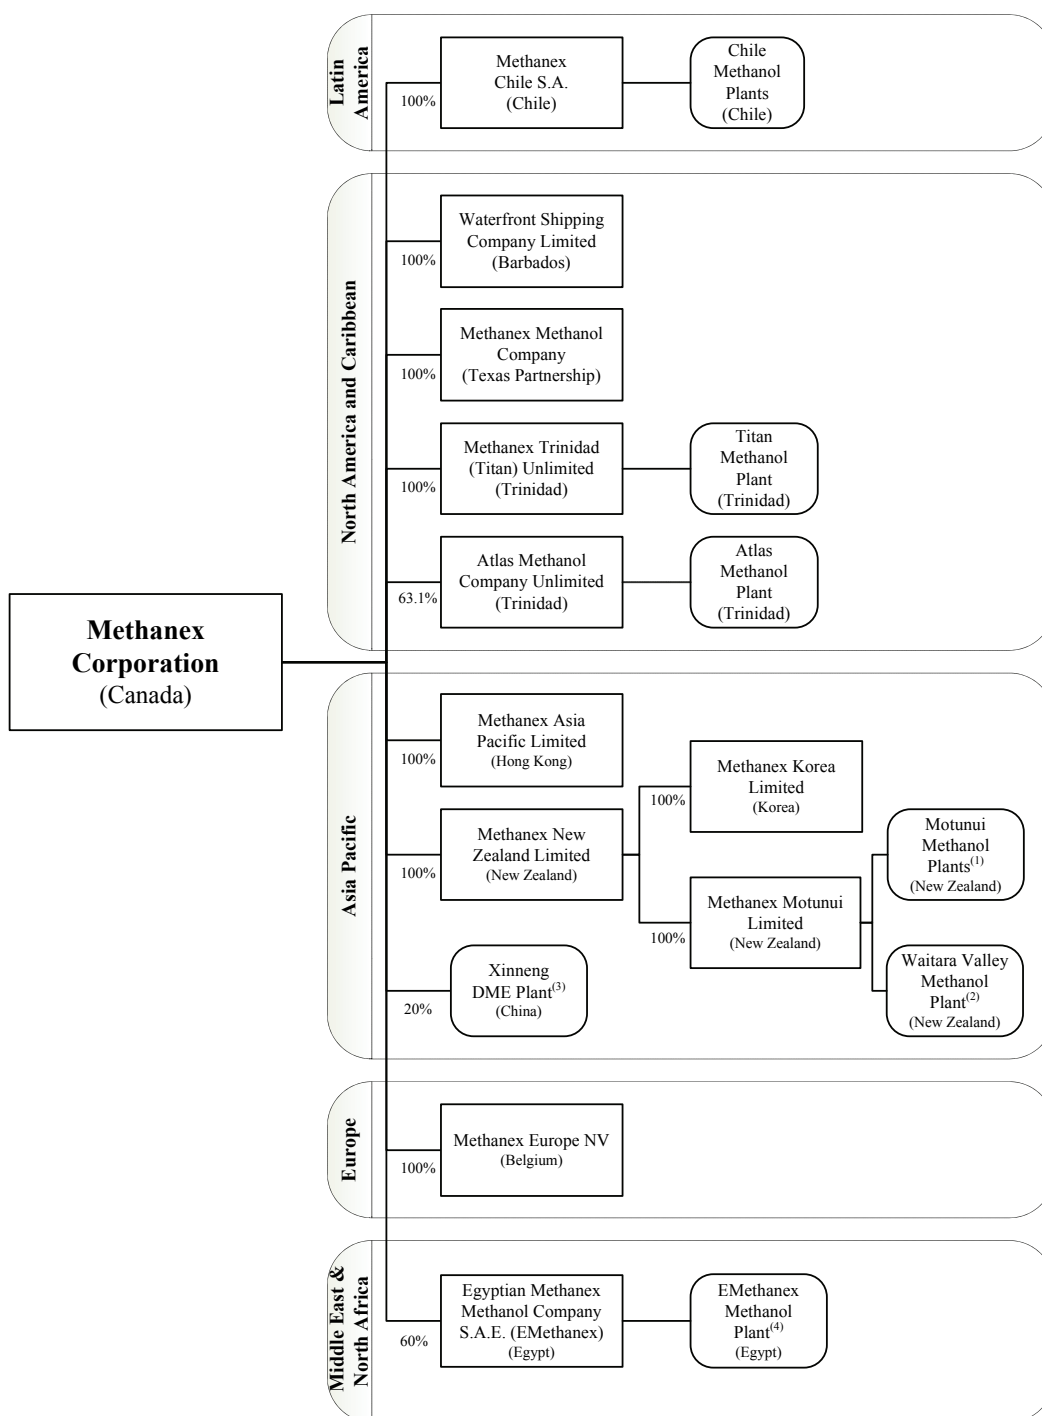 Methanex
Corporation
(Canada)
Latin
America
100%
Methanex
Chile S.A.
(Chile)
Chile
Methanol
Plants
(Chile)
North America and Caribbean
100%
Waterfront Shipping
Company Limited
(Barbados)
100%
Methanex Methanol
Company
(Texas Partnership)
100%
Methanex Trinidad
(Titan) Unlimited
(Trinidad)
Titan
Methanol
Plant
(Trinidad)
63.1%
Atlas Methanol
Company Unlimited
(Trinidad)
Atlas
Methanol
Plant
(Trinidad)
Asia Pacific
100%
Methanex Asia
Pacific Limited
(Hong Kong)
100%
Methanex New
Zealand Limited
(New Zealand)
100%
Methanex Korea
Limited
(Korea)
100%
Methanex Motunui
Limited
(New Zealand)
Motunui
Methanol
Plants(1)
(New Zealand)
Waitara Valley
Methanol
Plant(2)
(New Zealand)
20%
Xinneng
DME Plant(3)
(China)
Europe
100%
Methanex Europe NV
(Belgium)
Middle East &
North Africa
60%
Egyptian Methanex
Methanol Company
S.A.E. (EMethanex)
(Egypt)
EMethanex
Methanol
Plant(4)
(Egypt)